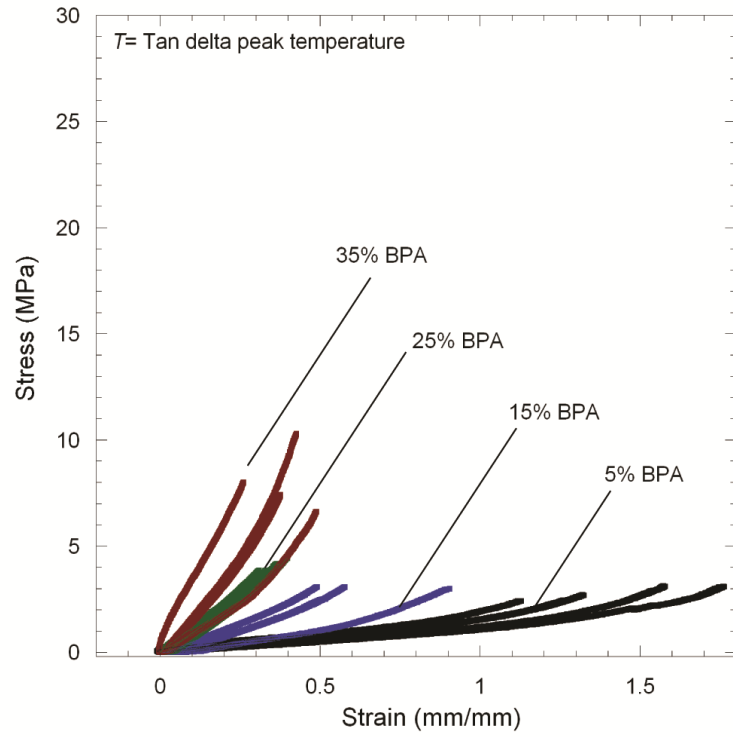 30
T= Tan delta peak temperature
25
20
35% BPA
15
25% BPA
15% BPA
10
5% BPA
5
0
Stress (MPa)
0 0.5 1 1.5
Strain (mm/mm)